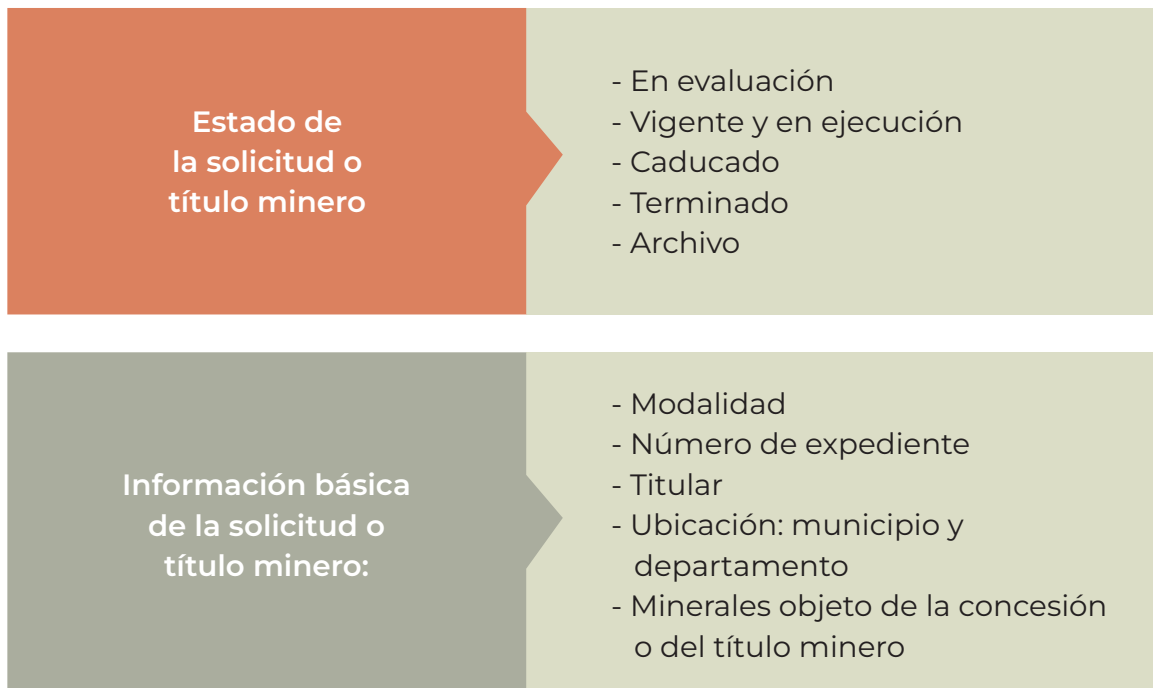 Estado de
la solicitud o
título minero
- En evaluación
- Vigente y en ejecución
- Caducado
- Terminado
- Archivo
Información básica
de la solicitud o
título minero:
- Modalidad
- Número de expediente
- Titular
- Ubicación: municipio y
departamento
- Minerales objeto de la concesión
o del título minero